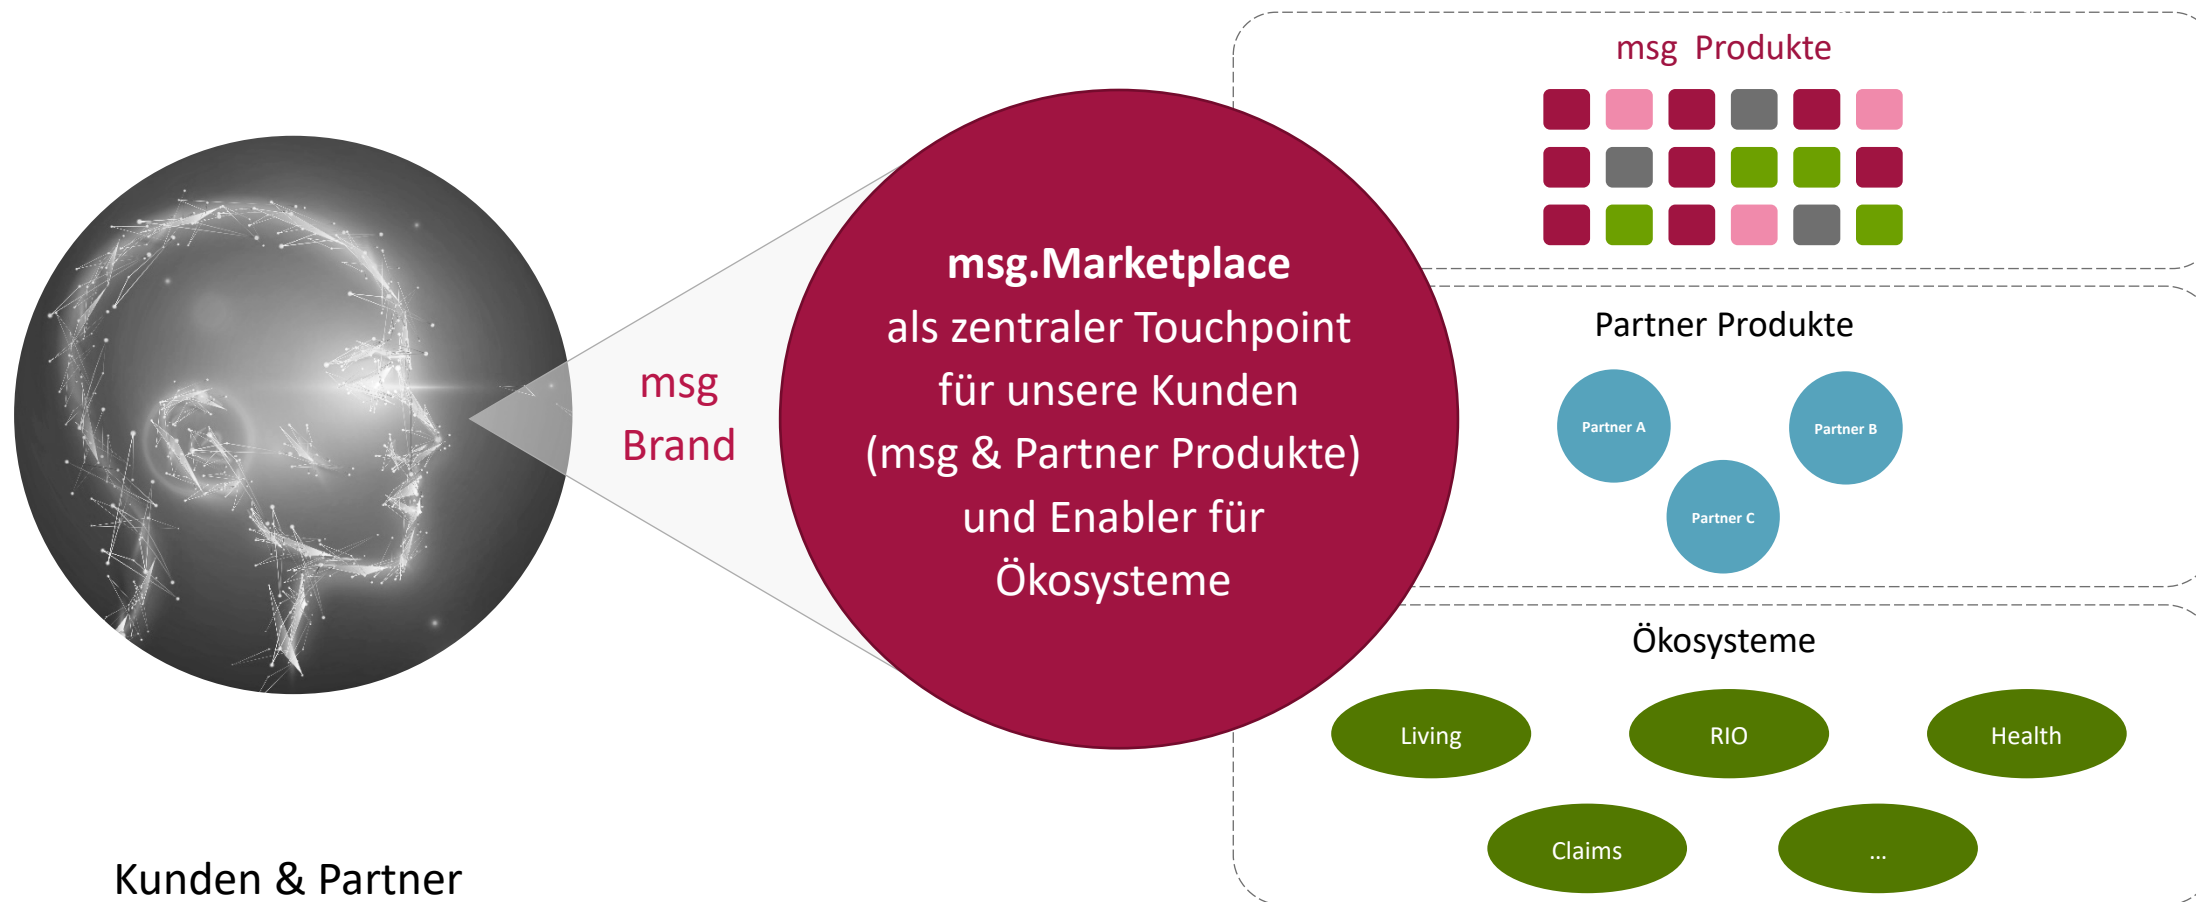 Kunden & Partner
msg
Brand
msg.Marketplace
als zentraler Touchpoint
für unsere Kunden
(msg & Partner Produkte)
und Enabler für
Ökosysteme
msg Produkte
Partner Produkte
Partner A
Partner B
Partner C
Ökosysteme
Living
RIO
Health
Claims
...